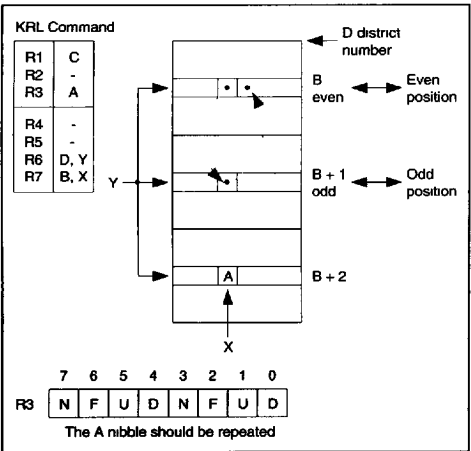 KRL Command
R1 C
R2 -
R3 A
R4 -
R5 -
R6 D, Y
R7 B, X
D district
number
B
even
Even
position
Y
B + 1
odd
Odd
position
A
B + 2
X
7 6 5 4 3 2 1 0
R3 N F U D N F U D
The A nibble should be repeated